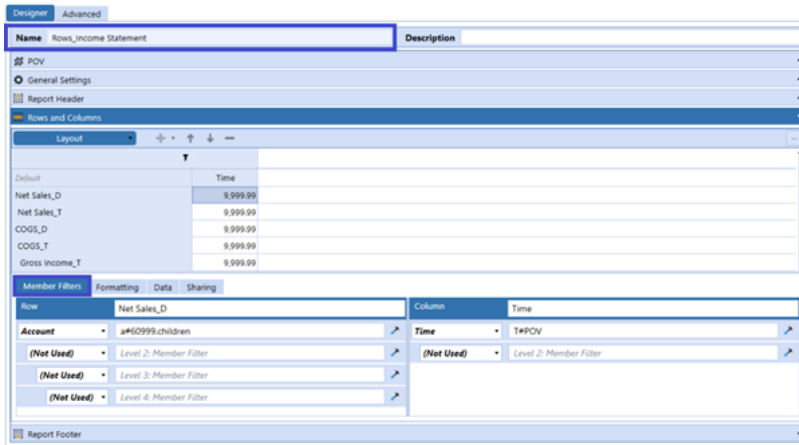 Designer Advanced
Name Rows_Income Statement Description
POV
General Settings
Report Header
Rows and Columns
Layout
Default Time
Net Sales_D 9,999.99
Net Sales_T 9,999.99
COGS_D 9,999.99
COGS_T 9,999.99
Gross Income_T 9,999.99
Member Filters Formatting Data Sharing
Row Net Sales_D Column Time
Account a#60999.children Time T#POV
(Not Used) Level 2: Member Filter (Not Used) Level 2: Member Filter
(Not Used) Level 3: Member Filter
(Not Used) Level 4: Member Filter
Report Footer